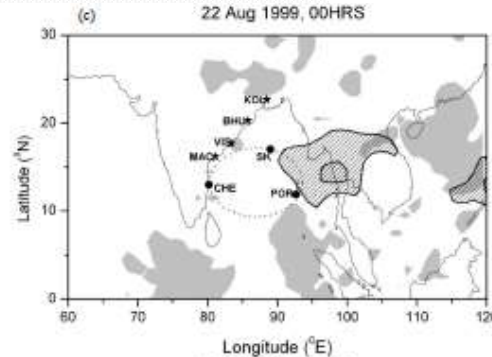 (c)
22 Aug 1999, 00HRS
30
20
10
0
Latitude (°N)
KOL
BHU
VIS
MAC
SK
CHE
POR
60 70 80 90 100 110 120
Longitude (°E)